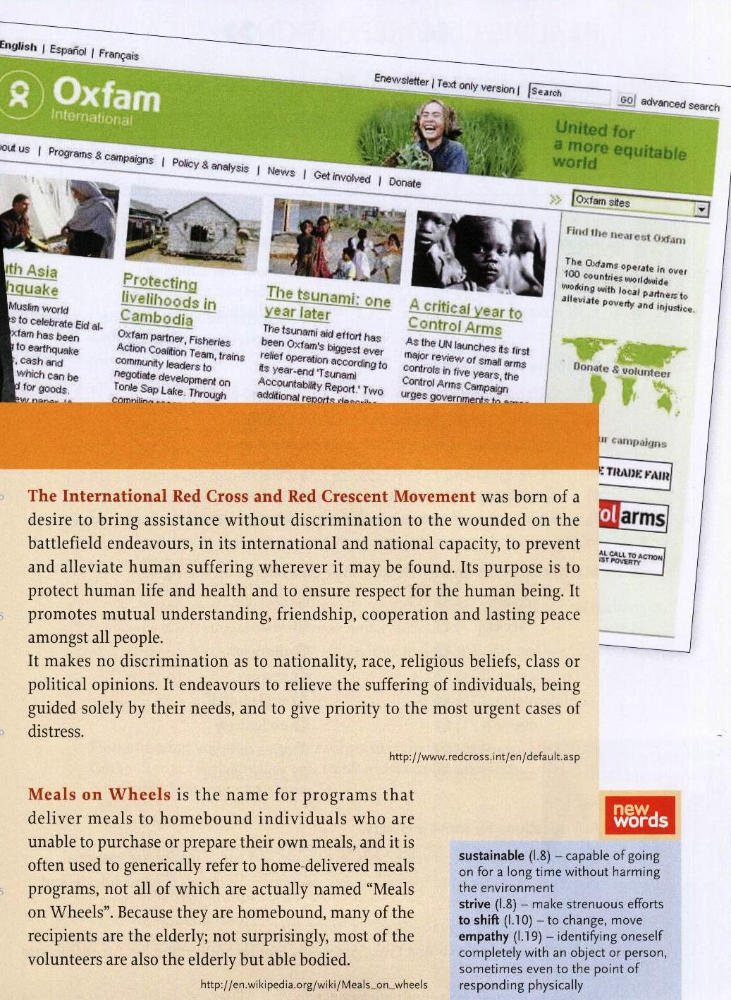 English | Español | Français
Enewsletter | Text only version | Search GO advanced search
Oxfam
International
United for
a more equitable
world
out us | Programs & campaigns | Policy & analysis | News | Get involved | Donate
Oxfam sites
th Asia
hquake
Muslim world
s to celebrate Eid al-
xfam has been
g to earthquake
, cash and
which can be
d for goods.
Protecting
livelihoods in
Cambodia
Oxfam partner, Fisheries
Action Coalition Team, trains
community leaders to
negotiate development on
Tonle Sap Lake. Through
The tsunami: one
year later
The tsunami aid effort has
been Oxfam's biggest ever
relief operation according to
its year-end 'Tsunami
Accountability Report.' Two
additional reports
A critical year to
Control Arms
As the UN launches its first
major review of small arms
controls in five years, the
Control Arms Campaign
urges governments to
Find the nearest Oxfam
The Oxfams operate in over
100 countries worldwide
working with local partners to
alleviate poverty and injustice.
Donate & volunteer
ur campaigns
E TRADE FAIR
ol arms
AL CALL TO ACTION
ST POVERTY
The International Red Cross and Red Crescent Movement was born of a
desire to bring assistance without discrimination to the wounded on the
battlefield endeavours, in its international and national capacity, to prevent
and alleviate human suffering wherever it may be found. Its purpose is to
protect human life and health and to ensure respect for the human being. It
promotes mutual understanding, friendship, cooperation and lasting peace
amongst all people.
It makes no discrimination as to nationality, race, religious beliefs, class or
political opinions. It endeavours to relieve the suffering of individuals, being
guided solely by their needs, and to give priority to the most urgent cases of
distress.
http://www.redcross.int/en/default.asp
Meals on Wheels is the name for programs that
deliver meals to homebound individuals who are
unable to purchase or prepare their own meals, and it is
often used to generically refer to home-delivered meals
programs, not all of which are actually named “Meals
on Wheels”. Because they are homebound, many of the
recipients are the elderly; not surprisingly, most of the
volunteers are also the elderly but able bodied.
http://en.wikipedia.org/wiki/Meals_on_wheels
new
words
sustainable (l.8) – capable of going
on for a long time without harming
the environment
strive (l.8) – make strenuous efforts
to shift (l.10) – to change, move
empathy (l.19) – identifying oneself
completely with an object or person,
sometimes even to the point of
responding physically